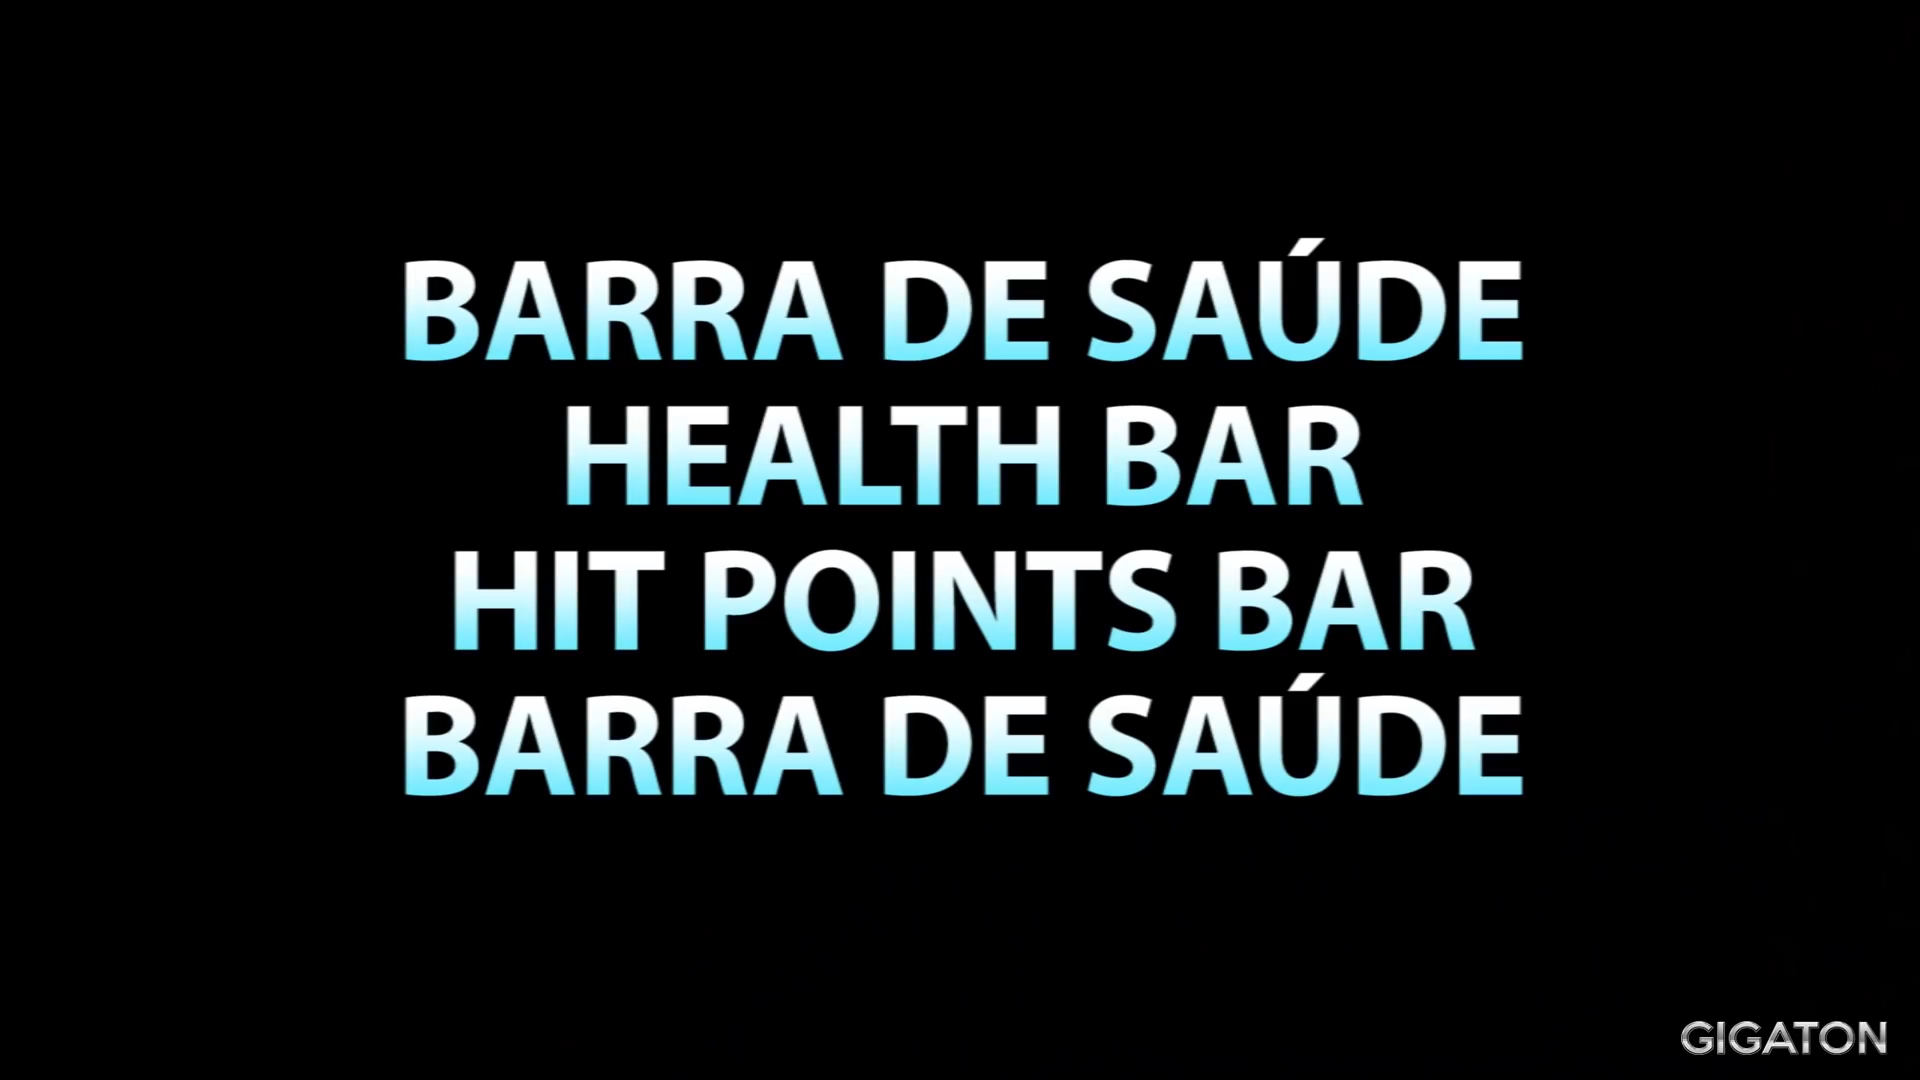 BARRA DE SAÚDE
HEALTH BAR
HIT POINTS BAR
BARRA DE SAÚDE
GIGATON